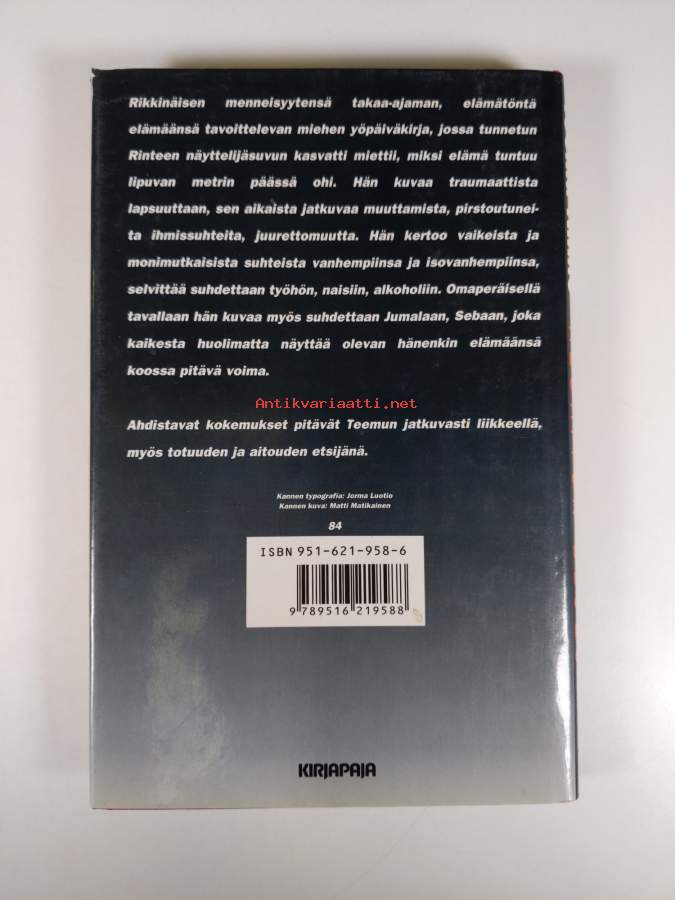 Rikkinäisen menneisyytensä takaa-ajaman, elämätöntä
elämäänsä tavoittelevan miehen yöpäiväkirja, jossa tunnetun
Rinteen näyttelijäsuvun kasvatti miettii, miksi elämä tuntuu
lipuvan metrin päässä ohi. Hän kuvaa traumaattista
lapsuuttaan, sen aikaista jatkuvaa muuttamista, pirstoutunei-
ta ihmissuhteita, juurettomuutta. Hän kertoo vaikeista ja
monimutkaisista suhteista vanhempiinsa ja isovanhempiinsa,
selvittää suhdettaan työhön, naisiin, alkoholiin. Omaperäisellä
tavallaan hän kuvaa myös suhdettaan Jumalaan, Sebaan, joka
kaikesta huolimatta näyttää olevan hänenkin elämäänsä
koossa pitävä voima.
Antikvariaatti.net
Ahdistavat kokemukset pitävät Teemun jatkuvasti liikkeellä,
myös totuuden ja aitouden etsijänä.
Kannen typografia: Jorma Luotio
Kannen kuva: Matti Matikainen
84
ISBN 951-621-958-6
9 789516 219588
KIRJAPAJA